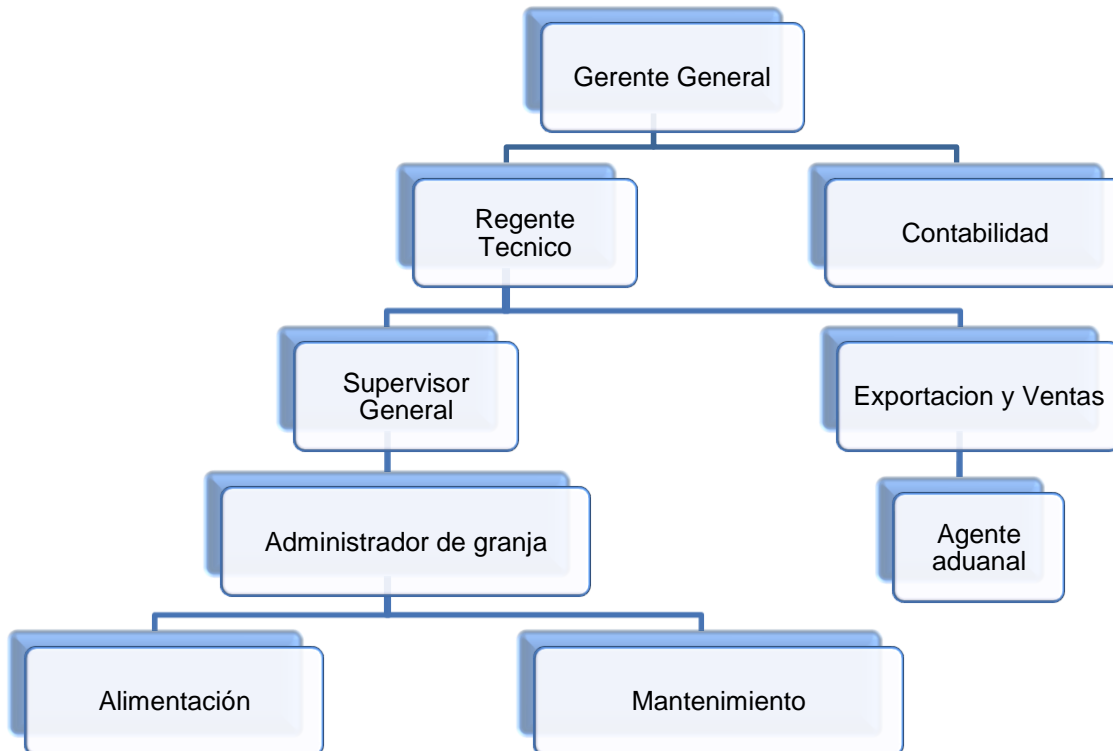 Gerente General
Regente
Tecnico
Contabilidad
Supervisor
General
Exportacion y Ventas
Administrador de granja
Agente
aduanal
Alimentación
Mantenimiento